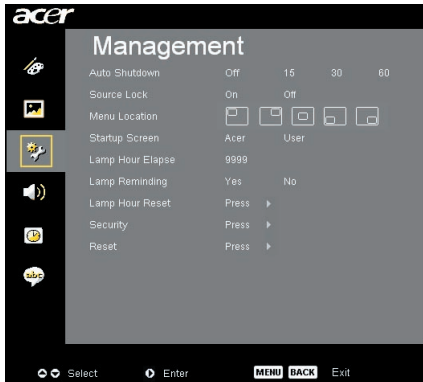 acer
Management
Auto Shutdown Off 15 30 60
Source Lock On Off
Menu Location
Startup Screen Acer User
Lamp Hour Elapse 9999
Lamp Reminding Yes No
Lamp Hour Reset Press
Security Press
Reset Press
abc
Select Enter MENU BACK Exit